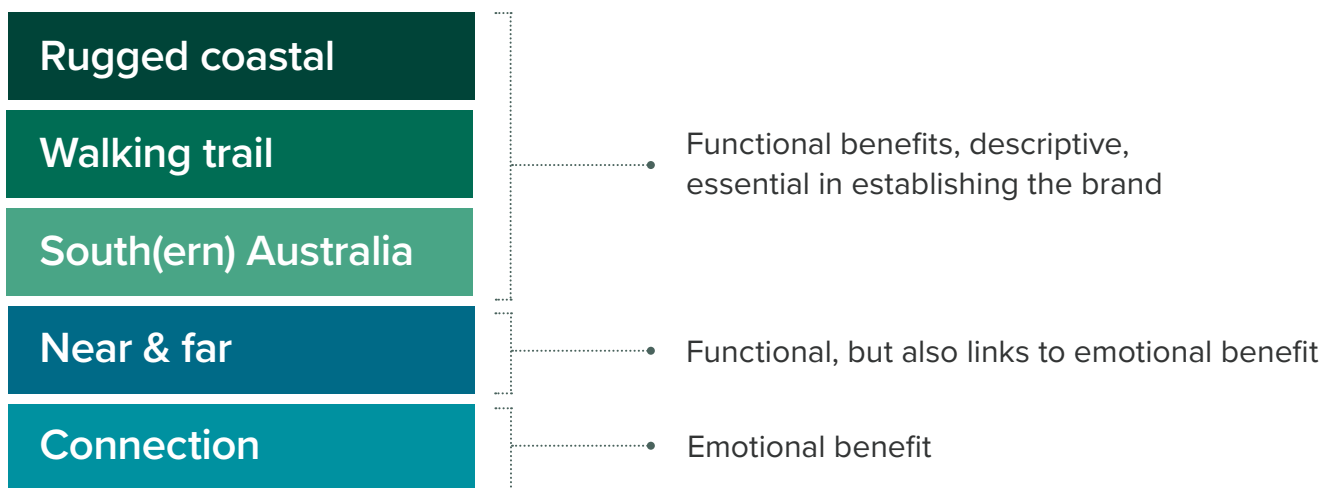 Rugged coastal
Walking trail
South(ern) Australia
Near & far
Connection
Functional benefits, descriptive,
essential in establishing the brand
Functional, but also links to emotional benefit
Emotional benefit